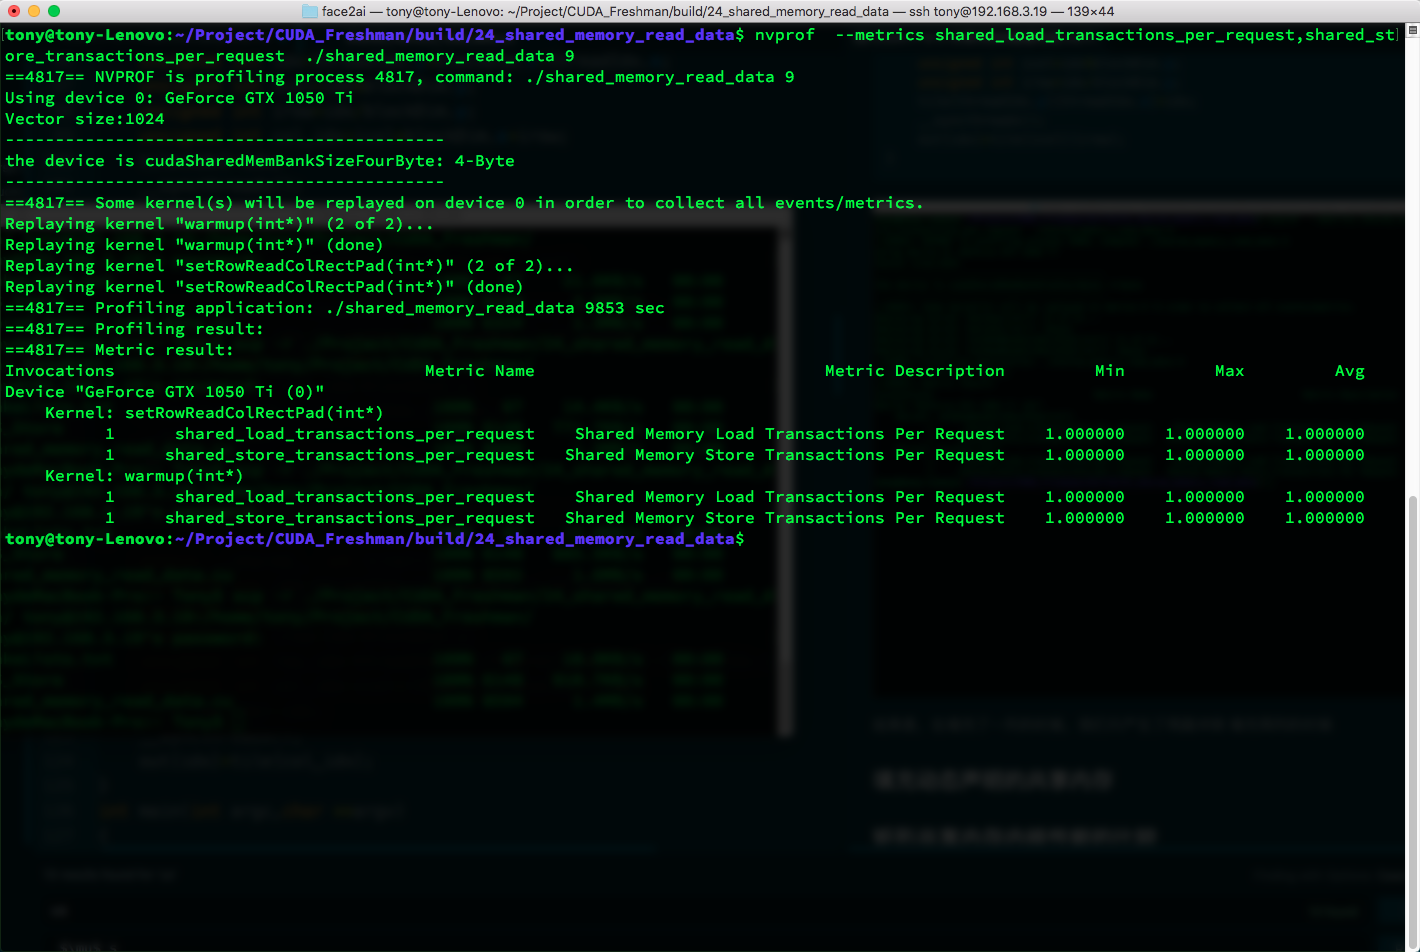 face2ai — tony@tony-Lenovo: ~/Project/CUDA_Freshman/build/24_shared_memory_read_data — ssh tony@192.168.3.19 — 139×44
tony@tony-Lenovo:~/Project/CUDA_Freshman/build/24_shared_memory_read_data$ nvprof  --metrics shared_load_transactions_per_request,shared_st
ore_transactions_per_request  ./shared_memory_read_data 9
==4817== NVPROF is profiling process 4817, command: ./shared_memory_read_data 9
Using device 0: GeForce GTX 1050 Ti
Vector size:1024
--------------------------------------------
the device is cudaSharedMemBankSizeFourByte: 4-Byte
--------------------------------------------
==4817== Some kernel(s) will be replayed on device 0 in order to collect all events/metrics.
Replaying kernel "warmup(int*)" (2 of 2)...
Replaying kernel "warmup(int*)" (done)
Replaying kernel "setRowReadColRectPad(int*)" (2 of 2)...
Replaying kernel "setRowReadColRectPad(int*)" (done)
==4817== Profiling application: ./shared_memory_read_data 9853 sec
==4817== Profiling result:
==4817== Metric result:
Invocations                               Metric Name                             Metric Description         Min         Max         Avg
Device "GeForce GTX 1050 Ti (0)"
    Kernel: setRowReadColRectPad(int*)
          1      shared_load_transactions_per_request    Shared Memory Load Transactions Per Request    1.000000    1.000000    1.000000
          1     shared_store_transactions_per_request   Shared Memory Store Transactions Per Request    1.000000    1.000000    1.000000
    Kernel: warmup(int*)
          1      shared_load_transactions_per_request    Shared Memory Load Transactions Per Request    1.000000    1.000000    1.000000
          1     shared_store_transactions_per_request   Shared Memory Store Transactions Per Request    1.000000    1.000000    1.000000
tony@tony-Lenovo:~/Project/CUDA_Freshman/build/24_shared_memory_read_data$